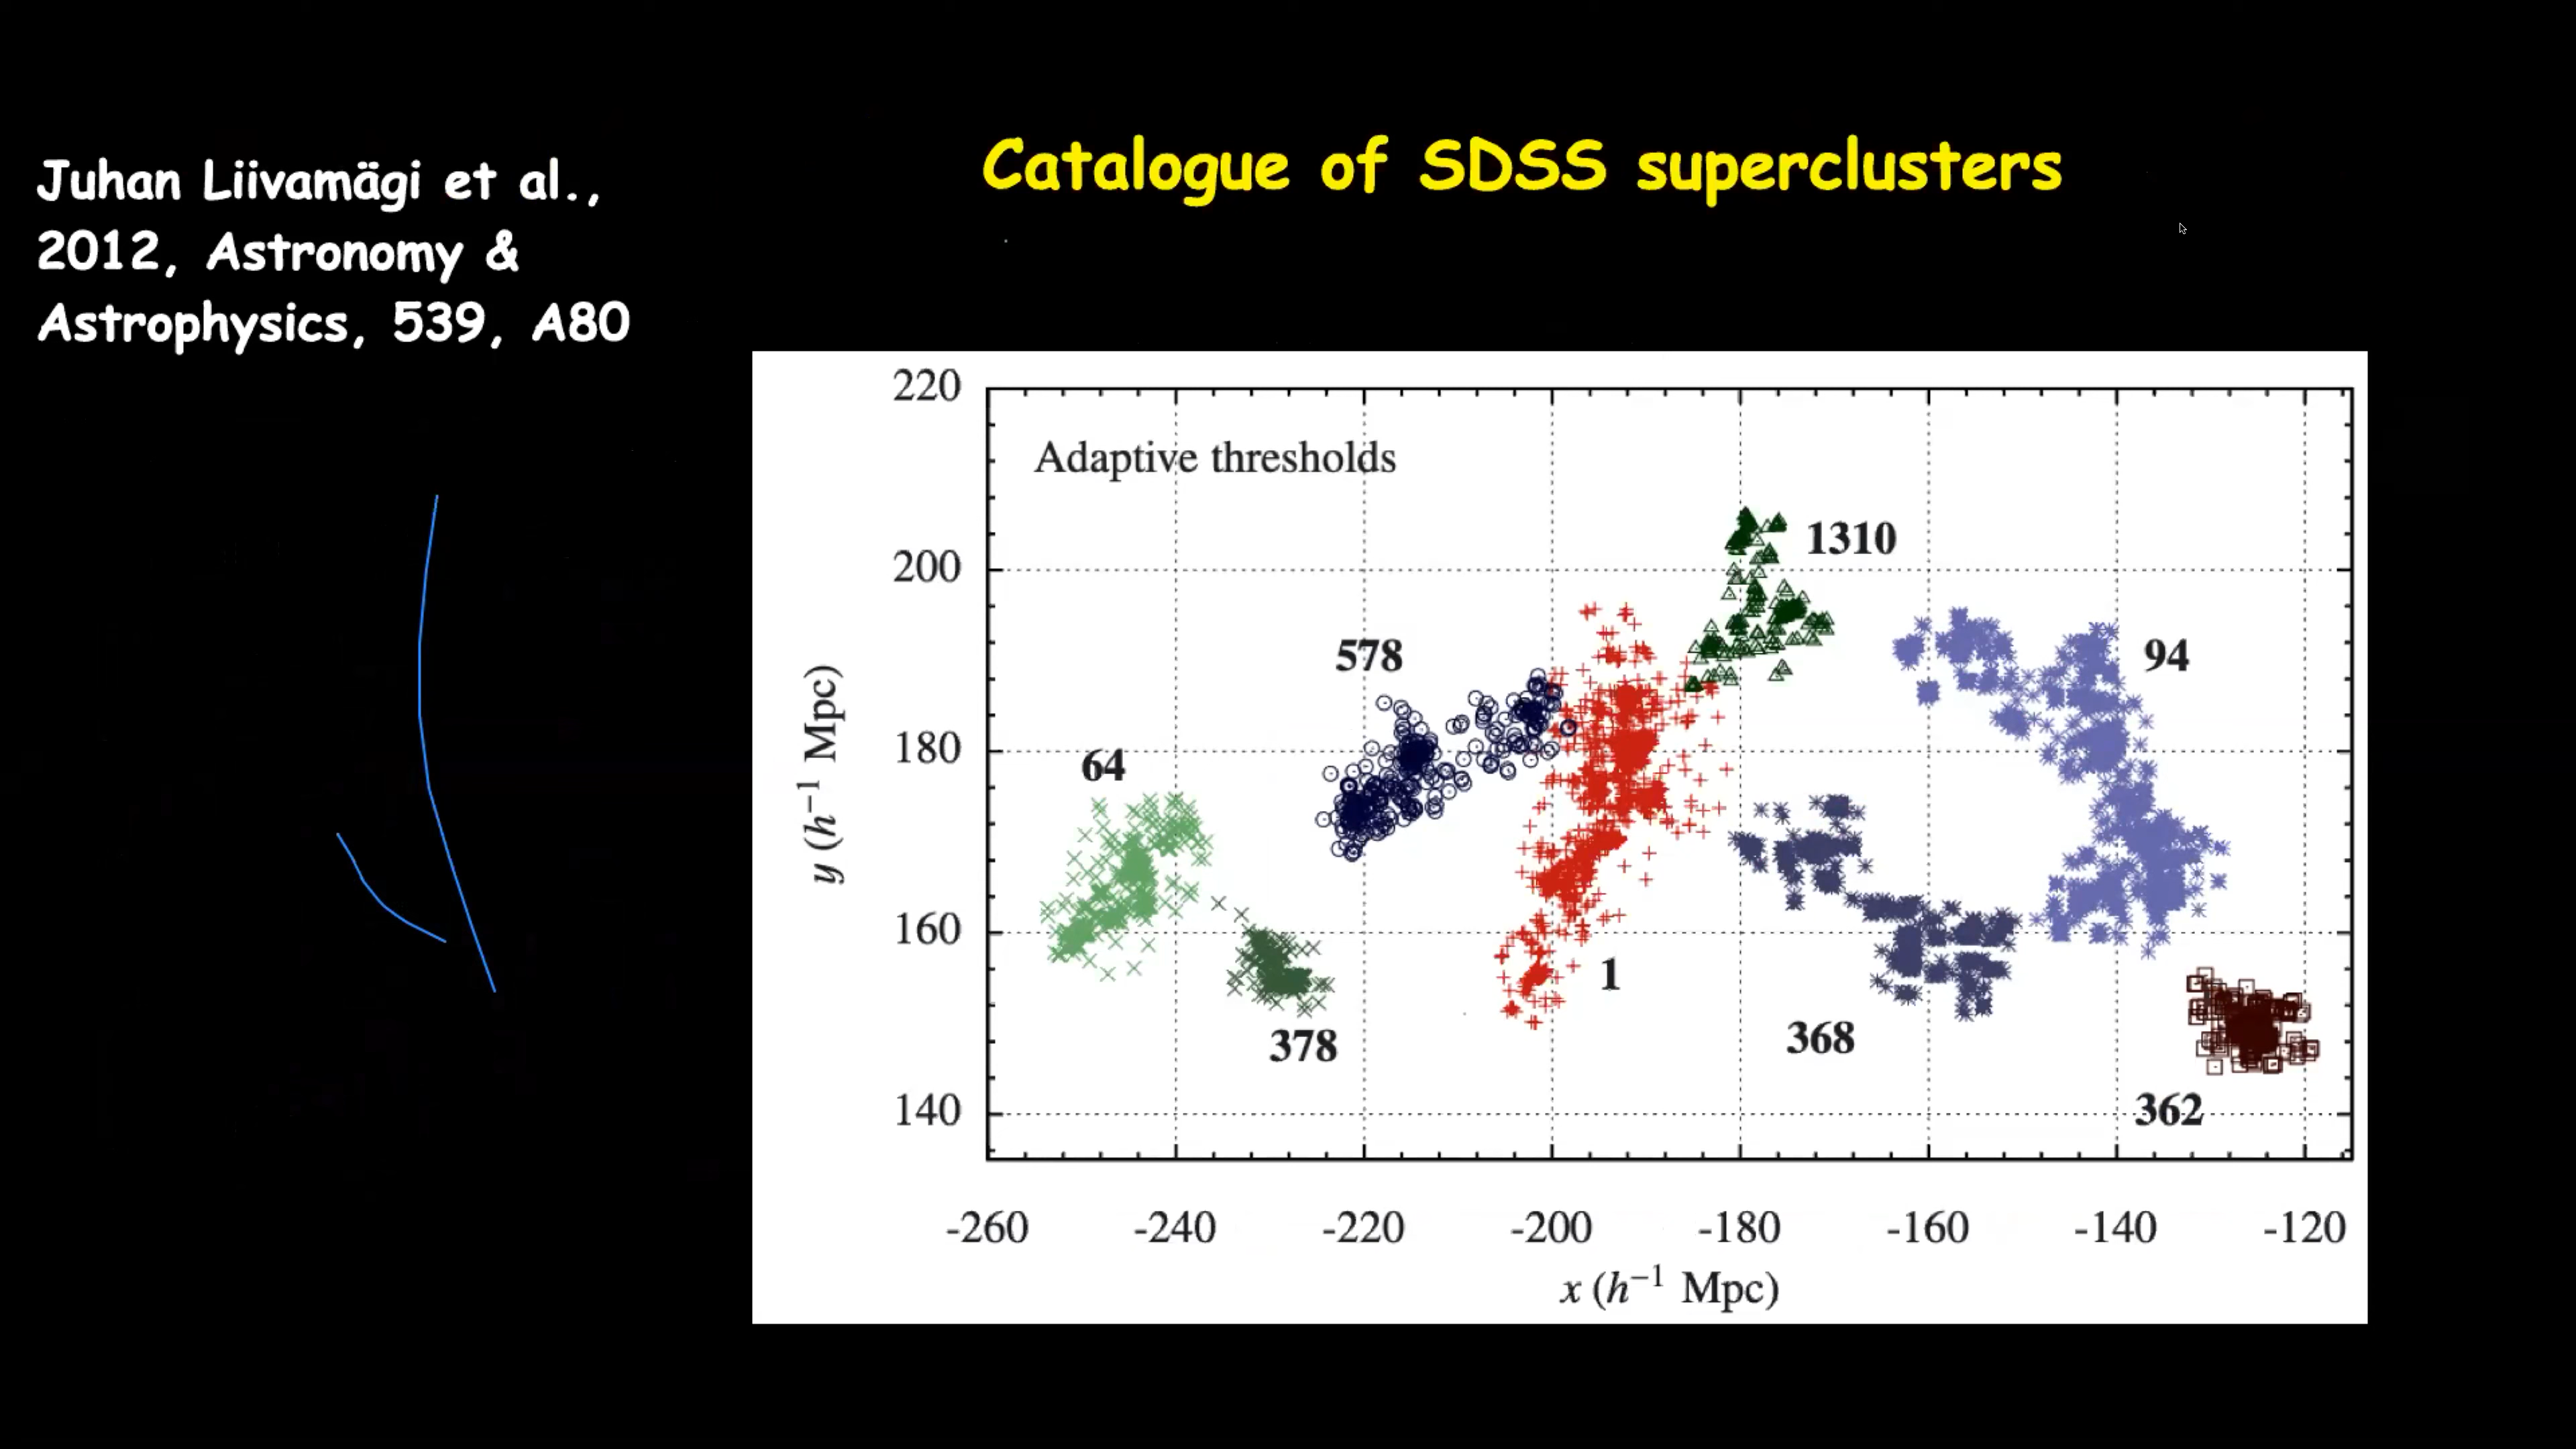 Catalogue of SDSS superclusters
Juhan Liivamägi et al.,
2012, Astronomy &
Astrophysics, 539, A80
220
200
180
160
140
y (h⁻¹ Mpc)
Adaptive thresholds
1310
578
94
64
1
378
368
362
-260 -240 -220 -200 -180 -160 -140 -120
x (h⁻¹ Mpc)